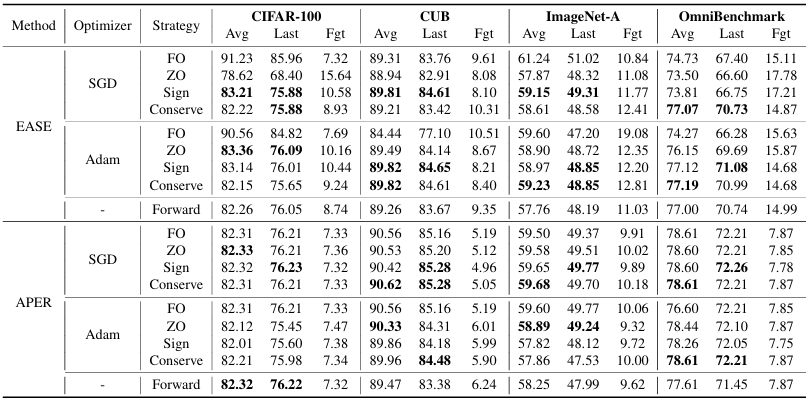 Method Optimizer Strategy CIFAR-100 CUB ImageNet-A OmniBenchmark
Avg Last Fgt Avg Last Fgt Avg Last Fgt Avg Last Fgt
EASE SGD FO 91.23 85.96 7.32 89.31 83.76 9.61 61.24 51.02 10.84 74.73 67.40 15.11
ZO 78.62 68.40 15.64 88.94 82.91 8.08 57.87 48.32 11.08 73.50 66.60 17.78
Sign 83.21 75.88 10.58 89.81 84.61 8.10 59.15 49.31 11.77 73.81 66.75 17.21
Conserve 82.22 75.88 8.93 89.21 83.42 10.31 58.61 48.58 12.41 77.07 70.73 14.87
Adam FO 90.56 84.82 7.69 84.44 77.10 10.51 59.60 47.20 19.08 74.27 66.28 15.63
ZO 83.36 76.09 10.16 89.49 84.14 8.67 58.90 48.72 12.35 76.15 69.69 15.87
Sign 83.14 76.01 10.44 89.82 84.65 8.21 58.97 48.85 12.20 77.12 71.08 14.68
Conserve 82.15 75.65 9.24 89.82 84.61 8.40 59.23 48.85 12.81 77.19 70.99 14.68
- Forward 82.26 76.05 8.74 89.26 83.67 9.35 57.76 48.19 11.03 77.00 70.74 14.99
APER SGD FO 82.31 76.21 7.33 90.56 85.16 5.19 59.50 49.37 9.91 78.61 72.21 7.87
ZO 82.33 76.21 7.36 90.53 85.20 5.12 59.58 49.51 10.02 78.60 72.21 7.85
Sign 82.32 76.23 7.32 90.42 85.28 4.96 59.65 49.77 9.89 78.60 72.26 7.78
Conserve 82.31 76.21 7.33 90.62 85.28 5.05 59.68 49.70 10.18 78.61 72.21 7.87
Adam FO 82.31 76.21 7.33 90.56 85.16 5.19 59.60 49.77 10.06 76.60 72.21 7.85
ZO 82.12 75.45 7.47 90.33 84.31 6.01 58.89 49.24 9.32 78.44 72.10 7.87
Sign 82.01 75.60 7.38 89.86 84.18 5.99 57.82 48.12 9.72 78.26 72.05 7.75
Conserve 82.21 75.98 7.34 89.96 84.48 5.90 57.86 47.53 10.00 78.61 72.21 7.87
- Forward 82.32 76.22 7.32 89.47 83.38 6.24 58.25 47.99 9.62 77.61 71.45 7.87